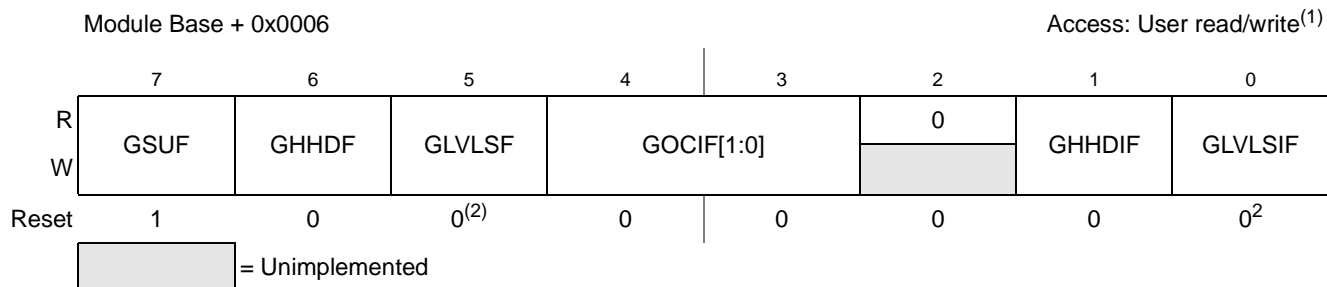 Module Base + 0x0006 Access: User read/write(1)
7 6 5 4 3 2 1 0
R 0
GSUF GHHDF GLVLSF GOCIF[1:0] GHHDIF GLVLSIF
W
Reset 1 0 0(2) 0 0 0 0 0²
= Unimplemented